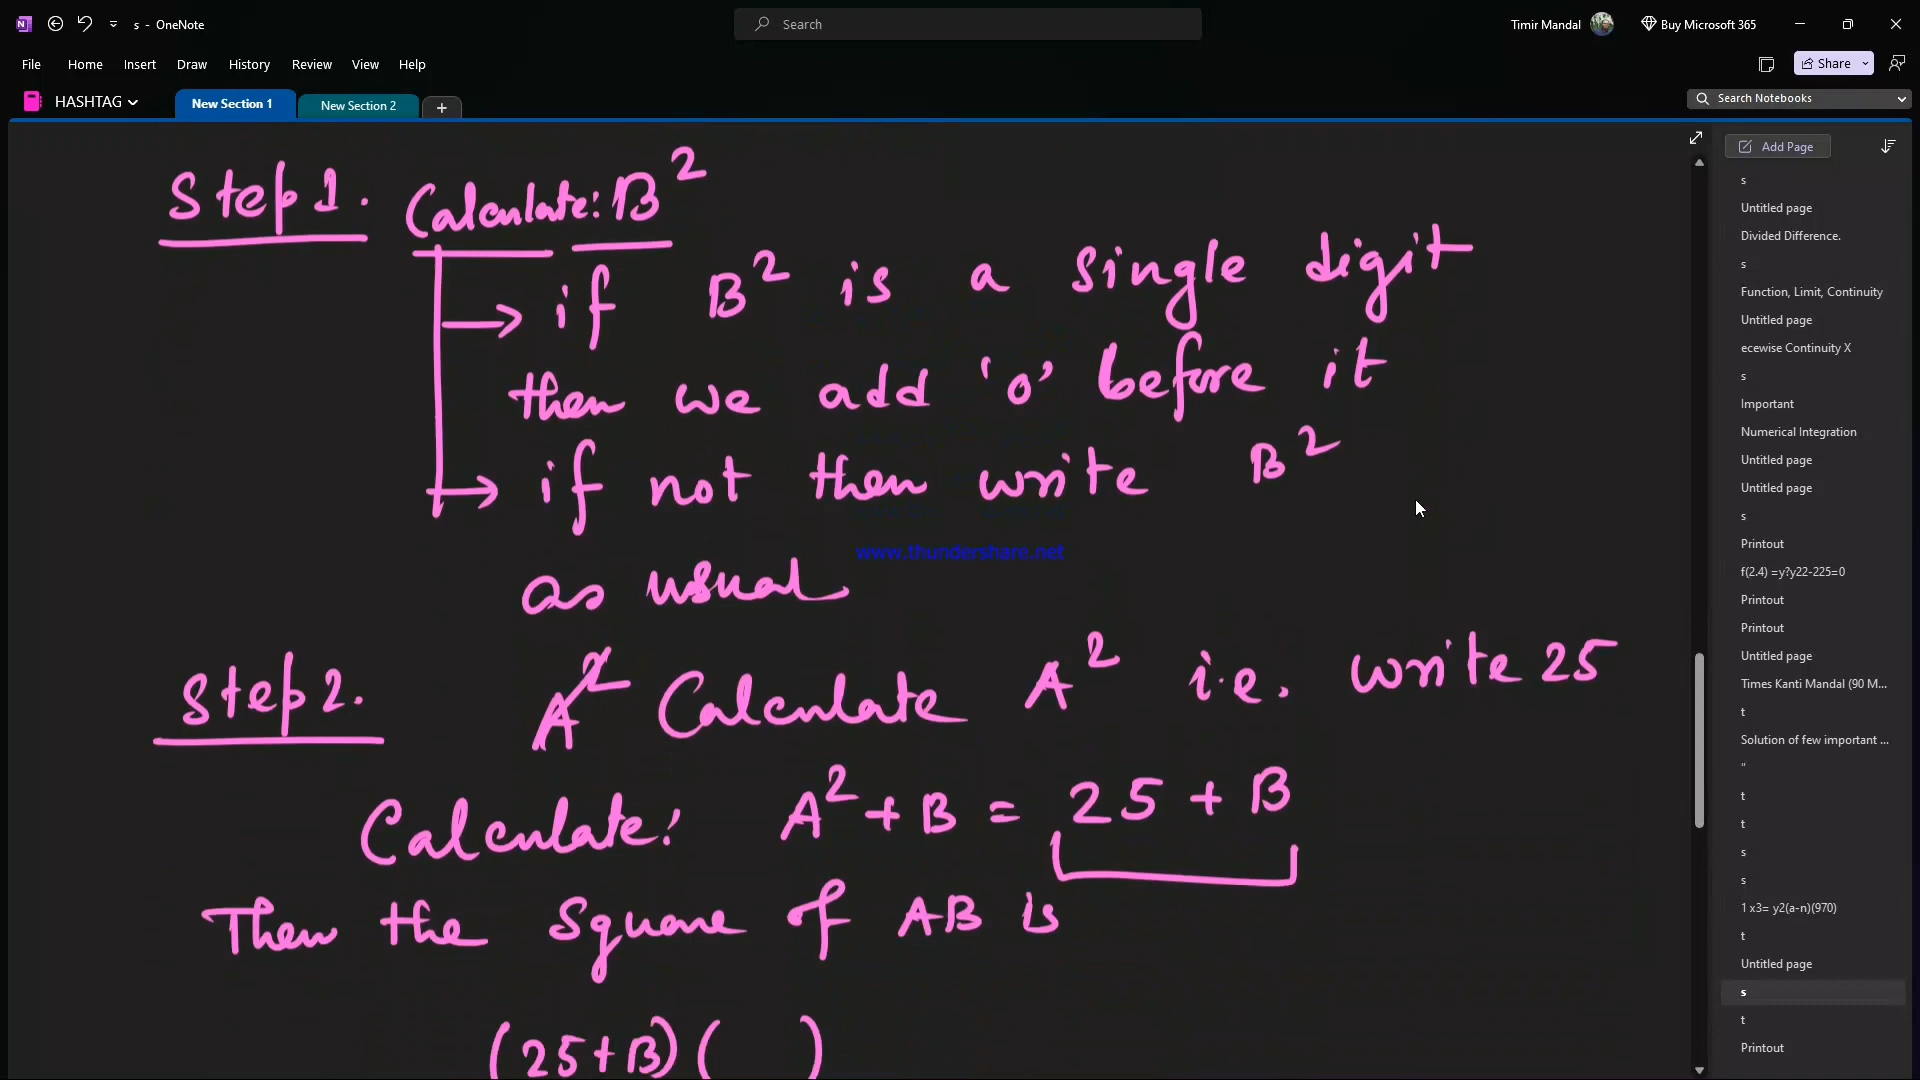 s - OneNote
Search
Timir Mandal
Buy Microsoft 365
File Home Insert Draw History Review View Help
Share
HASHTAG
New Section 1
New Section 2
+
Search Notebooks
Add Page
Step 1. Calculate: B²
→ if B² is a single digit
then we add '0' before it
→ if not then write B²
as usual
www.thundershare.net
Step 2. Calculate A² i.e. write 25
Calculate: A² + B = 25 + B
Then the Square of AB is
(25+B)( )
s
Untitled page
Divided Difference.
s
Function, Limit, Continuity
Untitled page
ecewise Continuity X
s
Important
Numerical Integration
Untitled page
Untitled page
s
Printout
f(2.4) =y?y22-225=0
Printout
Printout
Untitled page
Times Kanti Mandal (90 M...
t
Solution of few important ...
"
t
t
s
s
1 x3= y2(a-n)(970)
t
Untitled page
s
t
Printout